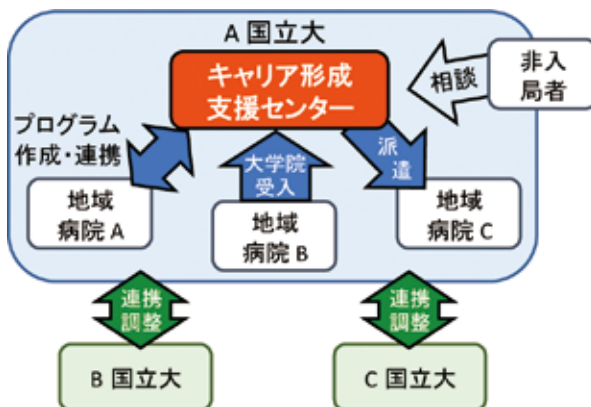 A 国立大
キャリア形成
支援センター
相談
非入
局者
プログラム
作成・連携
大学院
受入
派遣
地域
病院 A
地域
病院 B
地域
病院 C
連携
調整
連携
調整
B 国立大
C 国立大